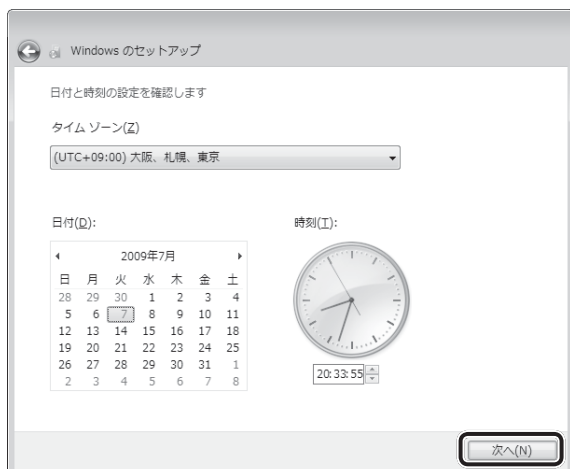 Windows のセットアップ
日付と時刻の設定を確認します
タイム ゾーン(Z)
(UTC+09:00) 大阪、札幌、東京
日付(D):
時刻(T):
2009年7月
日 月 火 水 木 金 土
28 29 30 1 2 3 4
5 6 7 8 9 10 11
12 13 14 15 16 17 18
19 20 21 22 23 24 25
26 27 28 29 30 31 1
2 3 4 5 6 7 8
20:33:55
次へ(N)